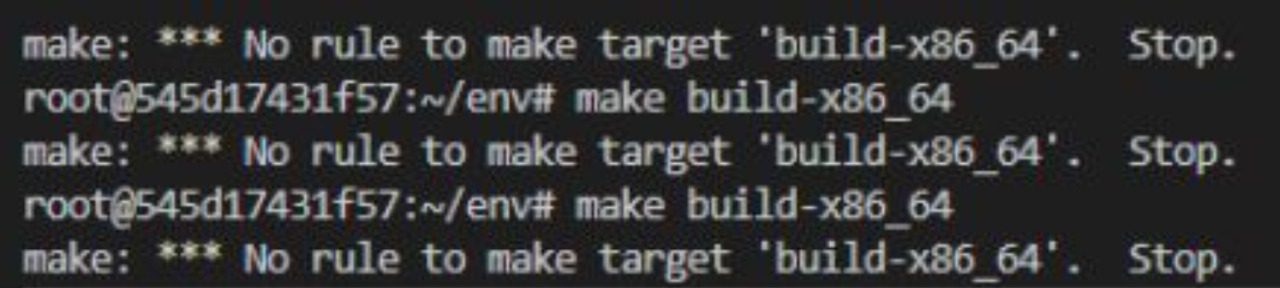 make: *** No rule to make target 'build-x86_64'.  Stop.
root@545d17431f57:~/env# make build-x86_64
make: *** No rule to make target 'build-x86_64'.  Stop.
root@545d17431f57:~/env# make build-x86_64
make: *** No rule to make target 'build-x86_64'.  Stop.